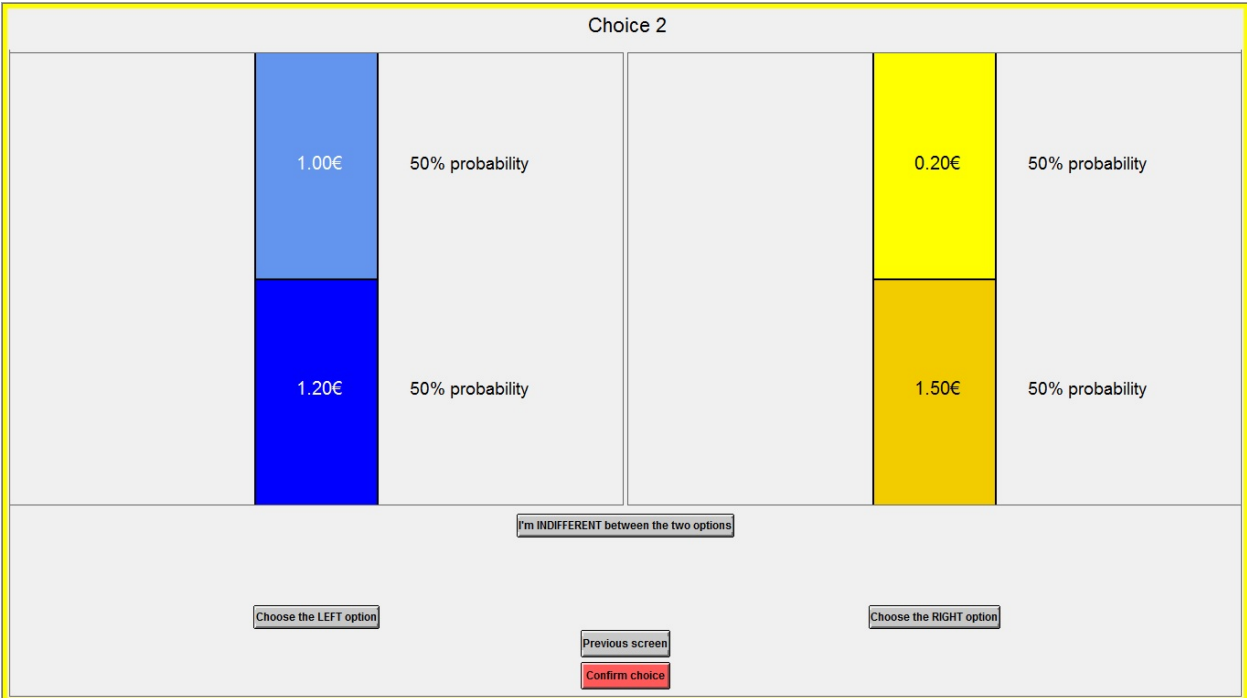 Choice 2
1.00€ 50% probability 0.20€ 50% probability
1.20€ 50% probability 1.50€ 50% probability
I'm INDIFFERENT between the two options
Choose the LEFT option Choose the RIGHT option
Previous screen
Confirm choice